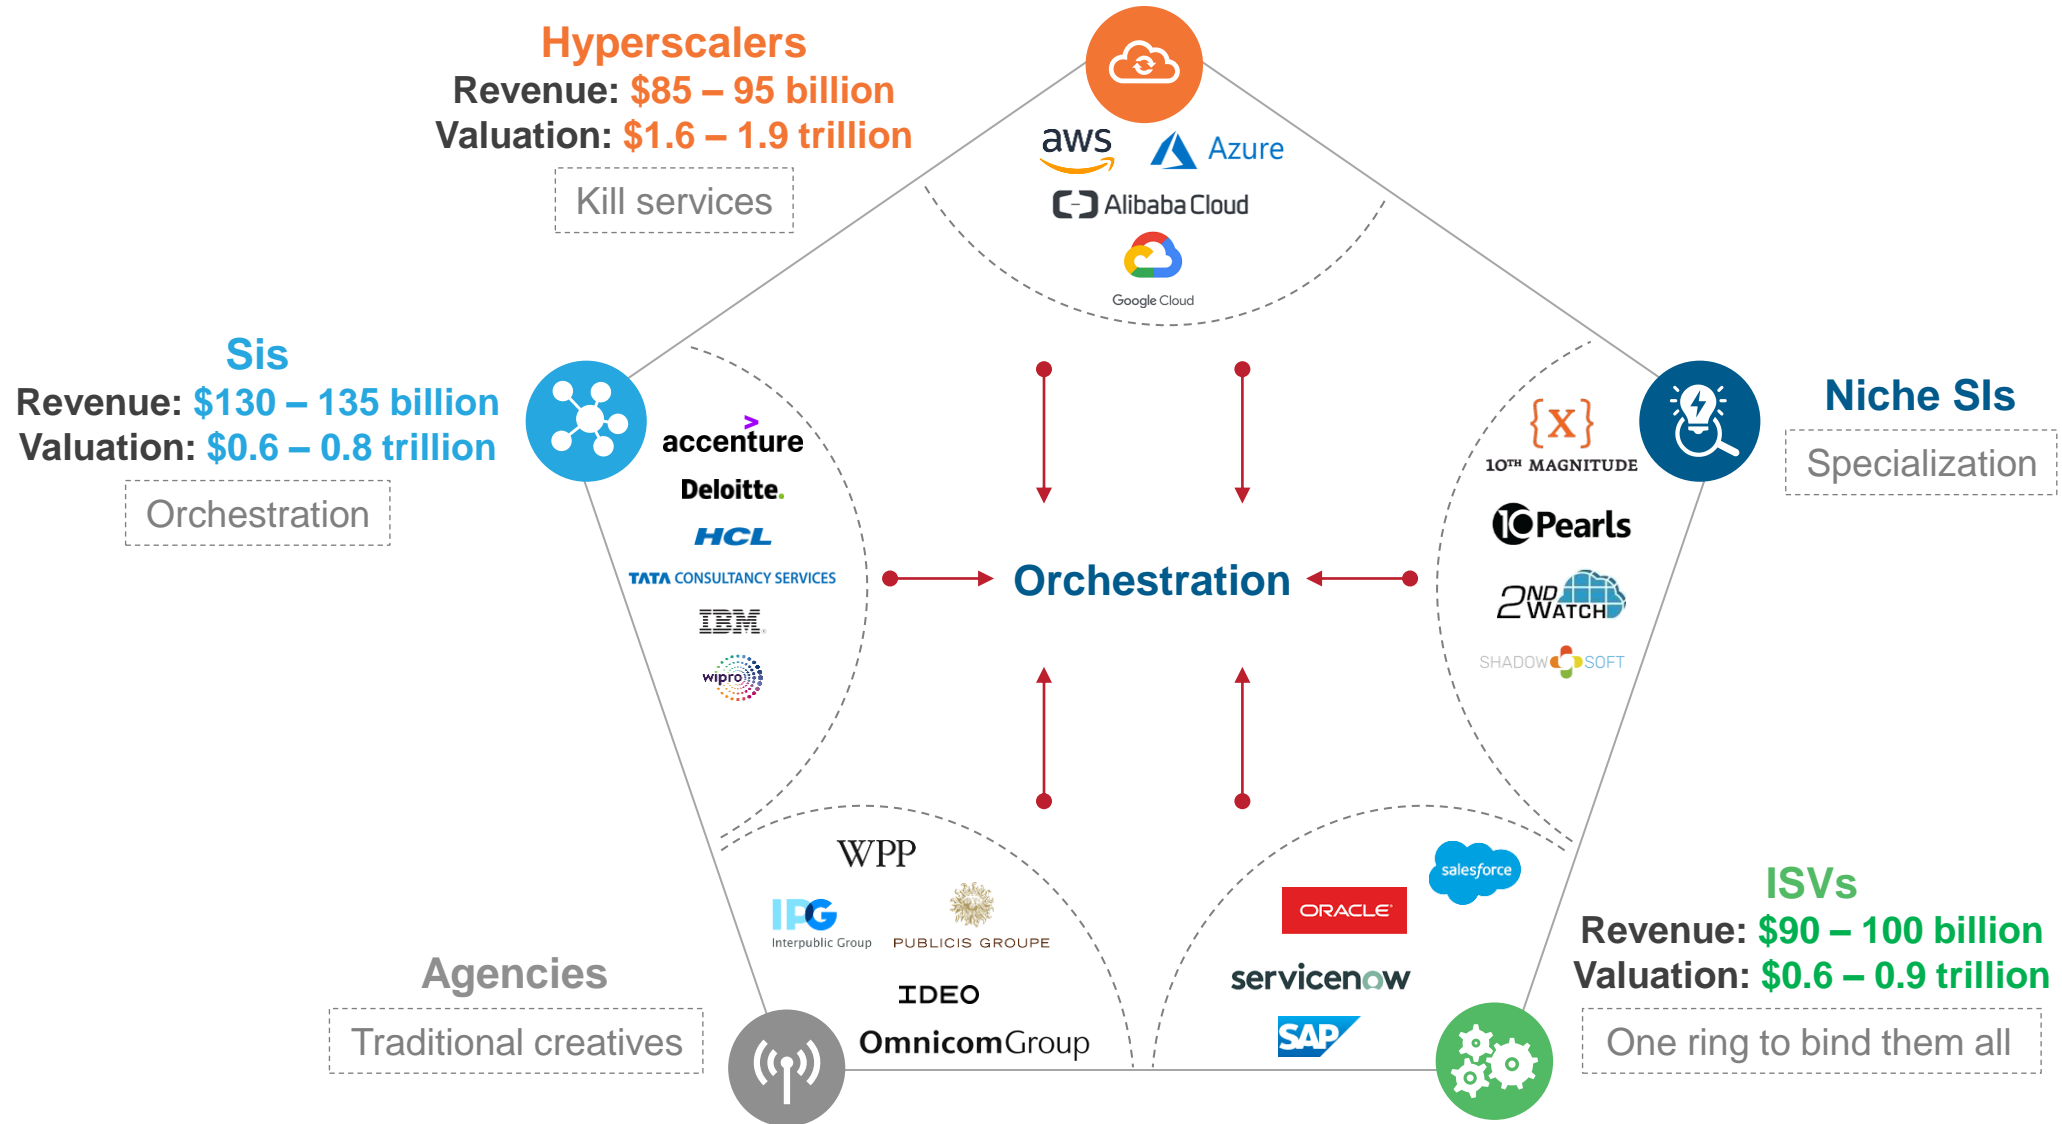 Hyperscalers
Revenue: $85 – 95 billion
Valuation: $1.6 – 1.9 trillion
Kill services
aws
Azure
Alibaba Cloud
Google Cloud
Sis
Revenue: $130 – 135 billion
Valuation: $0.6 – 0.8 trillion
Orchestration
accenture
Deloitte.
HCL
TATA CONSULTANCY SERVICES
IBM
wipro
Orchestration
{x}
10TH MAGNITUDE
10Pearls
2ND WATCH
SHADOW SOFT
Niche SIs
Specialization
WPP
IPG
Interpublic Group
PUBLICIS GROUPE
IDEO
OmnicomGroup
Agencies
Traditional creatives
salesforce
ORACLE
servicenow
SAP
ISVs
Revenue: $90 – 100 billion
Valuation: $0.6 – 0.9 trillion
One ring to bind them all